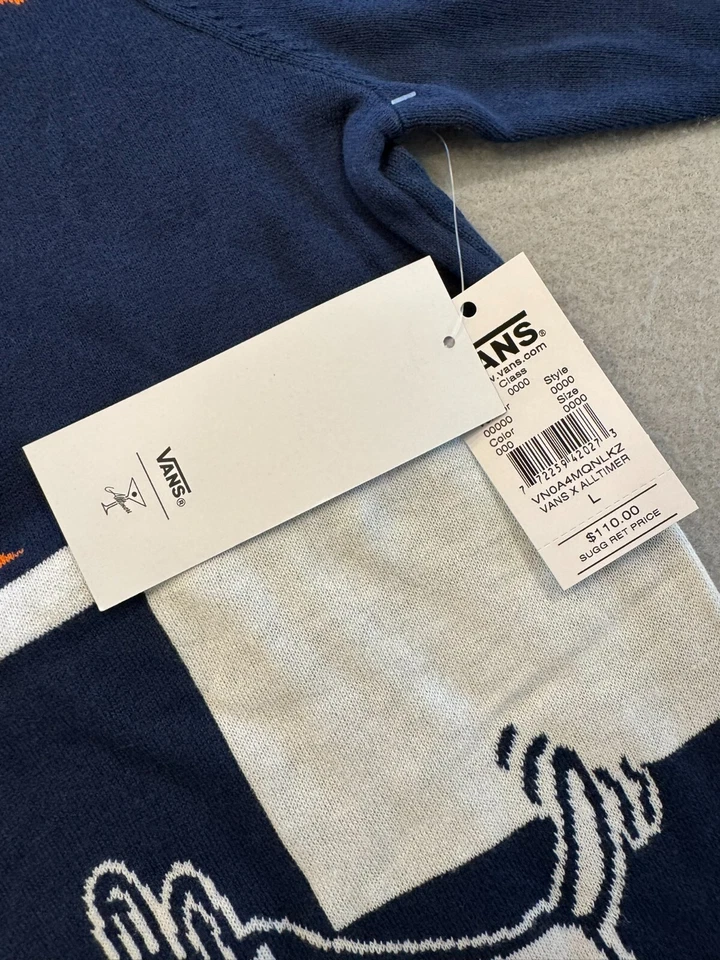 VANS®
ANS®
w.vans.com
Class
0000
Style
0000
00000
Size
0000
Color
000
7 72259 42027 3
VN0A4MQNLKZ
VANS X ALLTIMER
L
$110.00
SUGG RET PRICE